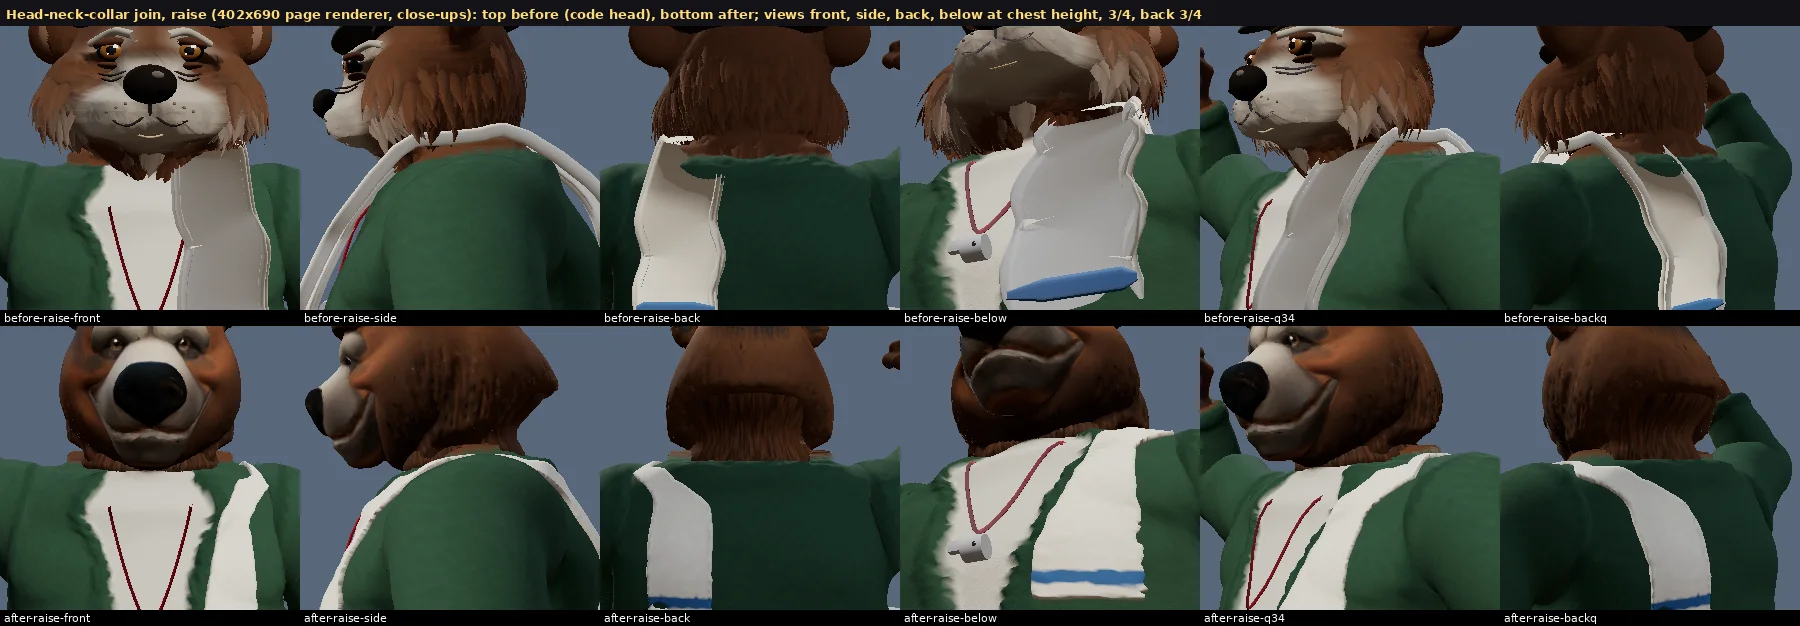 Head-neck-collar join, raise (402x690 page renderer, close-ups): top before (code head), bottom after; views front, side, back, below at chest height, 3/4, back 3/4
before-raise-front
before-raise-side
before-raise-back
before-raise-below
before-raise-q34
before-raise-backq
after-raise-front
after-raise-side
after-raise-back
after-raise-below
after-raise-q34
after-raise-backq